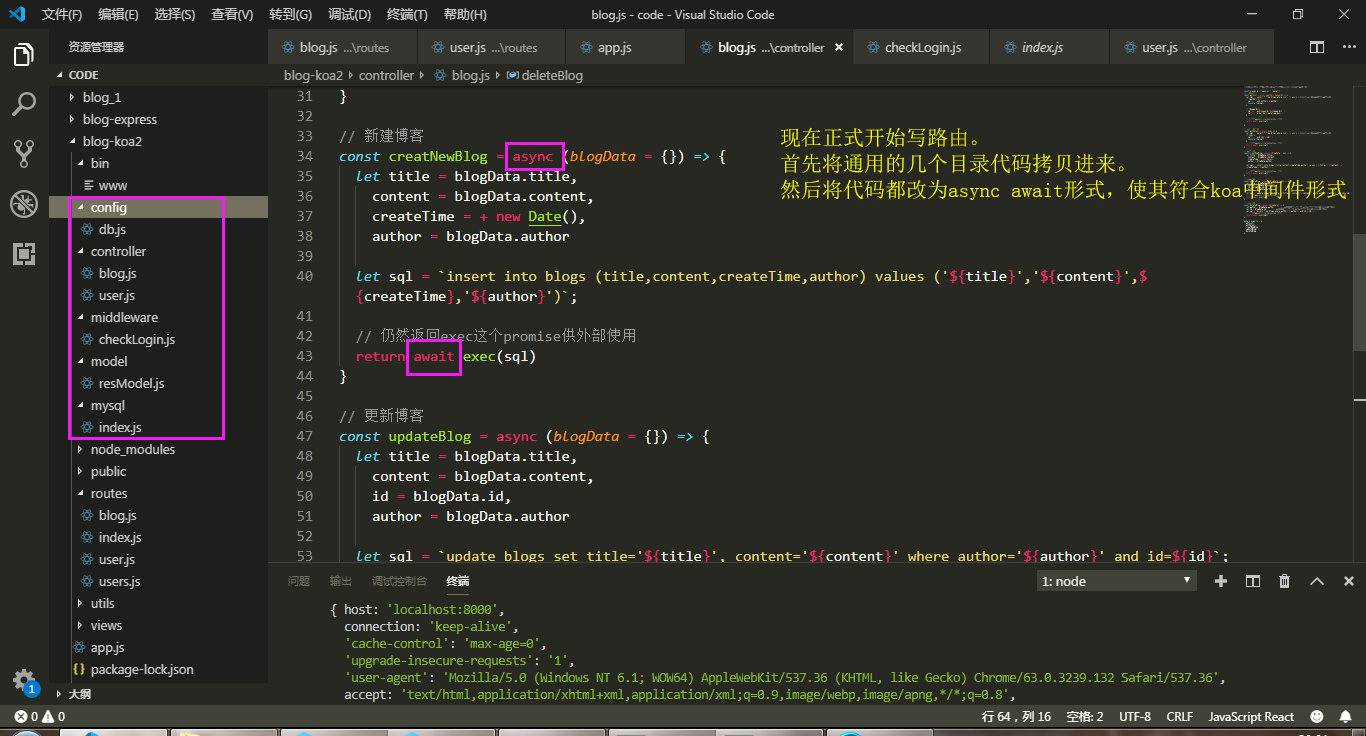 文件(F) 编辑(E) 选择(S) 查看(V) 转到(G) 调试(D) 终端(T) 帮助(H) blog.js - code - Visual Studio Code
资源管理器
CODE
blog_1
blog-express
blog-koa2
bin
www
config
db.js
controller
blog.js
user.js
middleware
checkLogin.js
model
resModel.js
mysql
index.js
node_modules
public
routes
blog.js
index.js
user.js
users.js
utils
views
app.js
{} package-lock.json
大纲
blog.js ...\routes user.js ...\routes app.js blog.js ...\controller checkLogin.js index.js user.js ...\controller
blog-koa2 controller blog.js deleteBlog
31 }
32
33 // 新建博客
34 const creatNewBlog = async (blogData = {}) => {
35 let title = blogData.title,
36 content = blogData.content,
37 createTime = + new Date(),
38 author = blogData.author
39
40 let sql = `insert into blogs (title,content,createTime,author) values ('${title}','${content}',$
{createTime},'${author}')`;
41
42 // 仍然返回exec这个promise供外部使用
43 return await exec(sql)
44 }
45
46 // 更新博客
47 const updateBlog = async (blogData = {}) => {
48 let title = blogData.title,
49 content = blogData.content,
50 id = blogData.id,
51 author = blogData.author
52
53 let sql = `update blogs set title='${title}', content='${content}' where author='${author}' and id=${id}`;
现在正式开始写路由。
首先将通用的几个目录代码拷贝进来。
然后将代码都改为async await形式，使其符合koa中间件形式
问题 输出 调试控制台 终端 1: node
{ host: 'localhost:8000',
connection: 'keep-alive',
'cache-control': 'max-age=0',
'upgrade-insecure-requests': '1',
'user-agent': 'Mozilla/5.0 (Windows NT 6.1; WOW64) AppleWebKit/537.36 (KHTML, like Gecko) Chrome/63.0.3239.132 Safari/537.36',
accept: 'text/html,application/xhtml+xml,application/xml;q=0.9,image/webp,image/apng,*/*;q=0.8',
1
0 0 行 64，列 16 空格: 2 UTF-8 CRLF JavaScript React